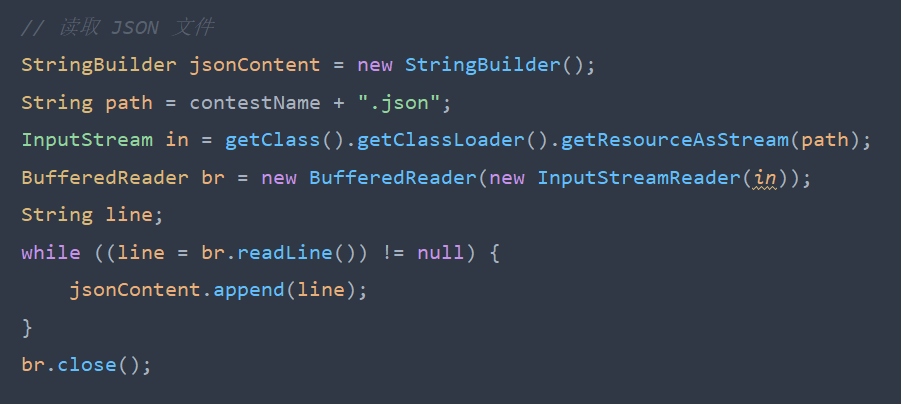 // 读取 JSON 文件
StringBuilder jsonContent = new StringBuilder();
String path = contestName + ".json";
InputStream in = getClass().getClassLoader().getResourceAsStream(path);
BufferedReader br = new BufferedReader(new InputStreamReader(in));
String line;
while ((line = br.readLine()) != null) {
    jsonContent.append(line);
}
br.close();